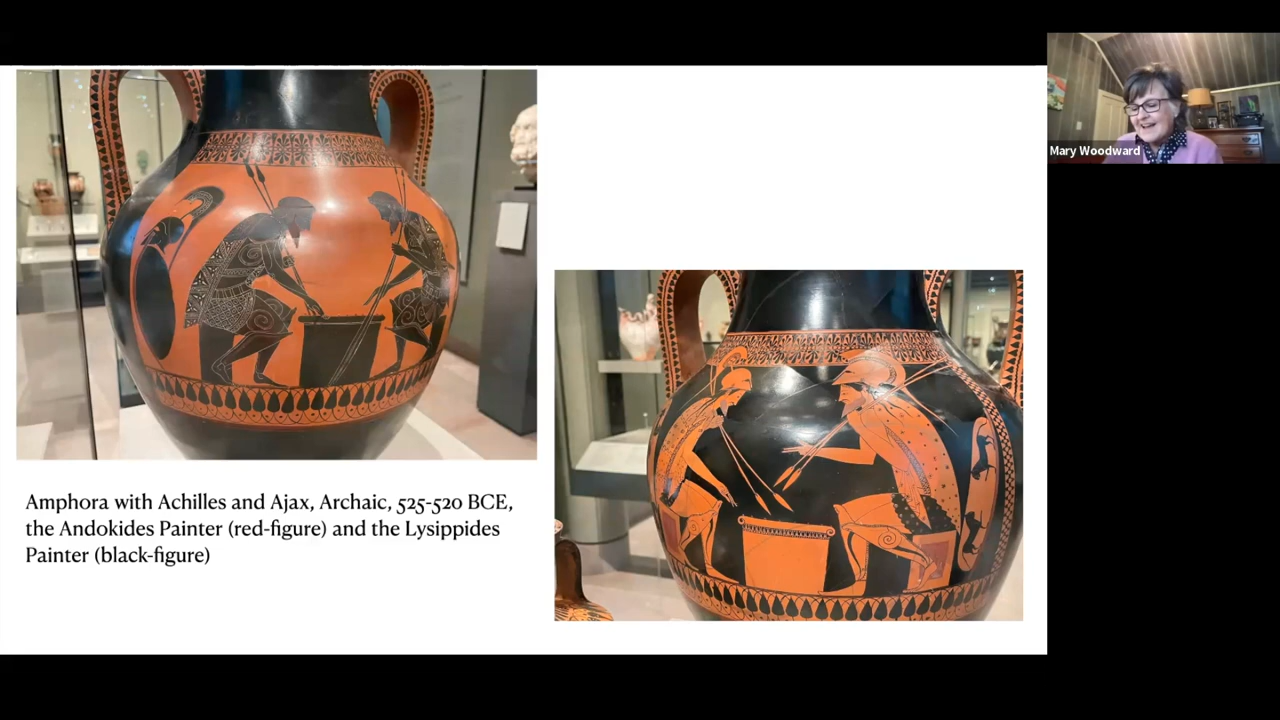 Mary Woodward
Amphora with Achilles and Ajax, Archaic, 525-520 BCE,
the Andokides Painter (red-figure) and the Lysippides
Painter (black-figure)